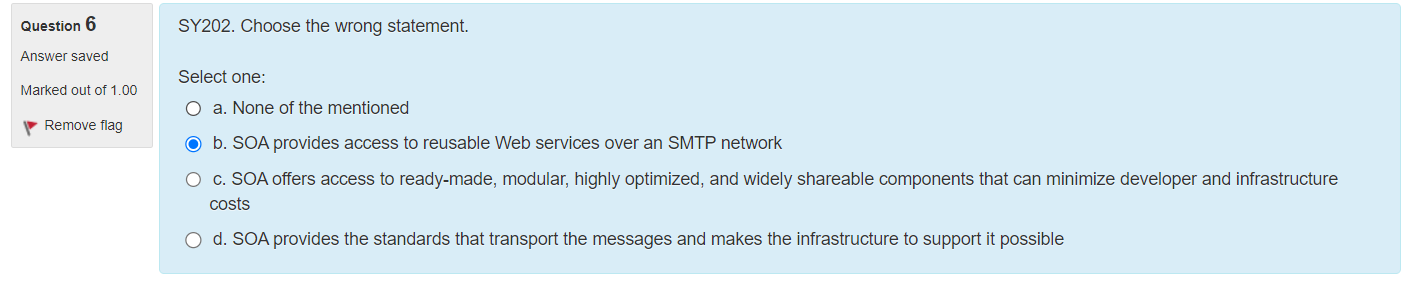 Question 6
Answer saved
Marked out of 1.00
Remove flag
SY202. Choose the wrong statement.
Select one:
a. None of the mentioned
b. SOA provides access to reusable Web services over an SMTP network
c. SOA offers access to ready-made, modular, highly optimized, and widely shareable components that can minimize developer and infrastructure
costs
d. SOA provides the standards that transport the messages and makes the infrastructure to support it possible